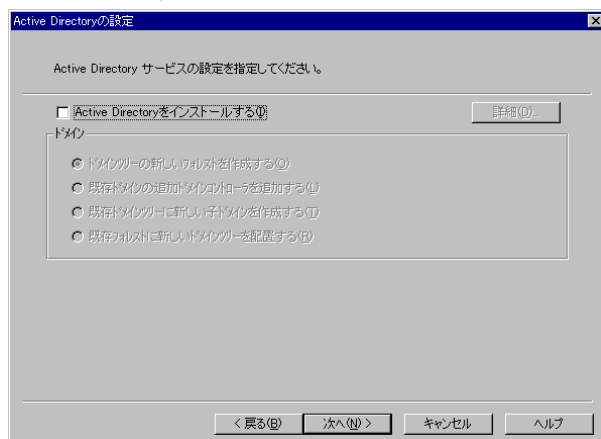 Active Directoryの設定
Active Directory サービスの設定を指定してください。
Active Directoryをインストールする(I)
詳細(D)...
ドメイン
ドメインツリーの新しいフォレストを作成する(O)
既存ドメインの追加ドメインコントローラを追加する(L)
既存ドメインツリーに新しい子ドメインを作成する(T)
既存フォレストに新しいドメインツリーを配置する(R)
< 戻る(B)
次へ(N) >
キャンセル
ヘルプ